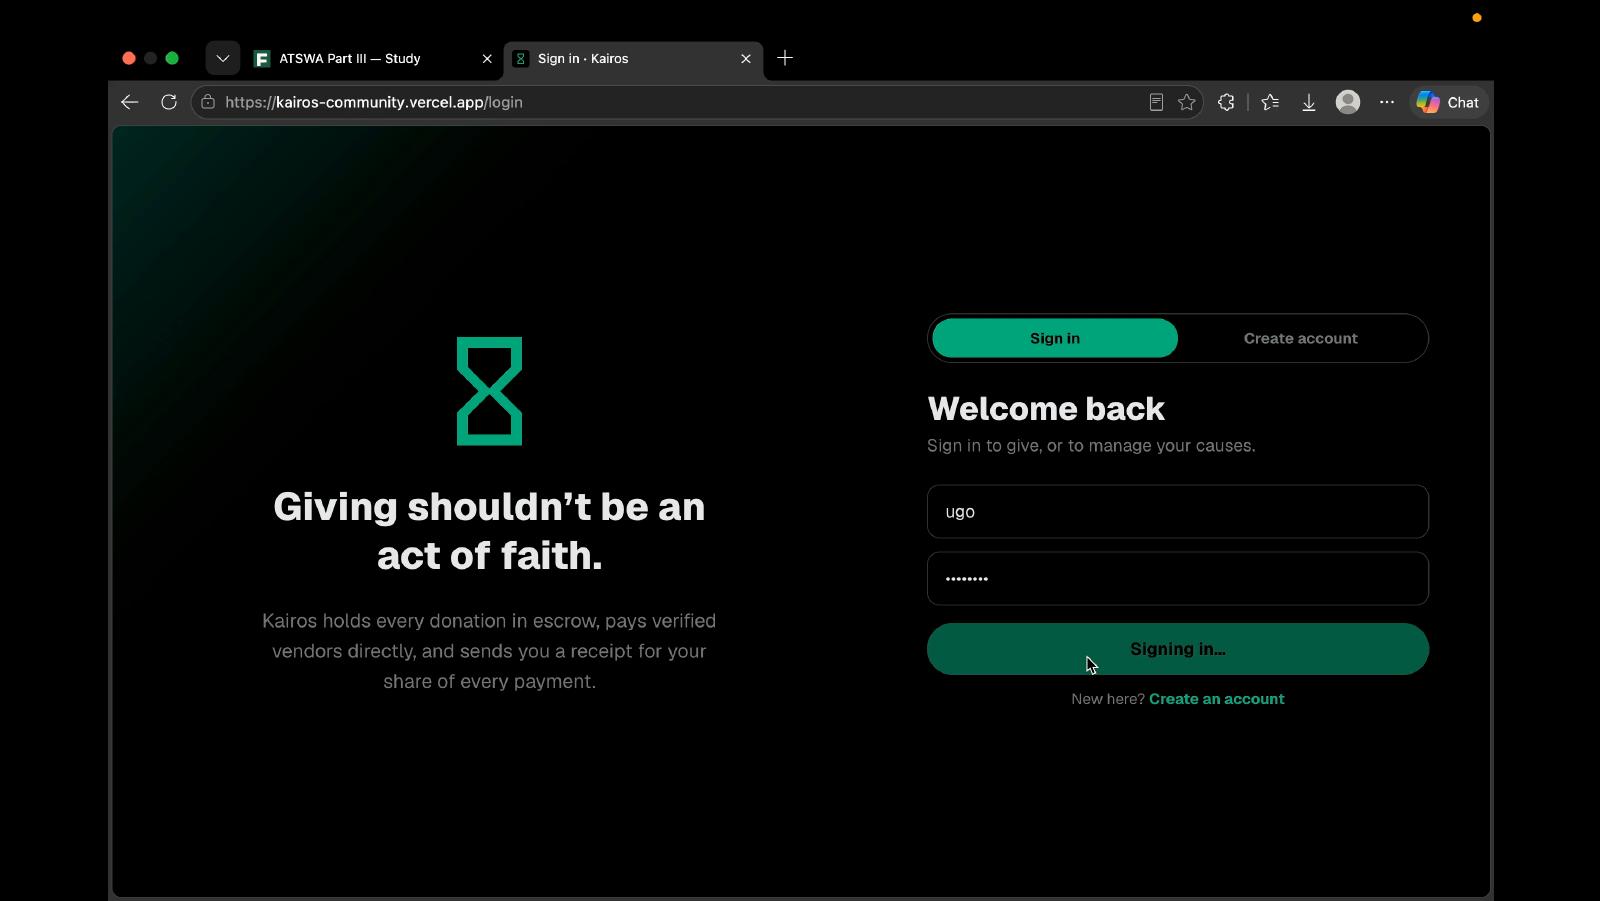 F ATSWA Part III — Study
Sign in · Kairos
https://kairos-community.vercel.app/login
Chat
Sign in
Create account
Welcome back
Sign in to give, or to manage your causes.
ugo
••••••••
Signing in...
New here? Create an account
Giving shouldn’t be an
act of faith.
Kairos holds every donation in escrow, pays verified
vendors directly, and sends you a receipt for your
share of every payment.